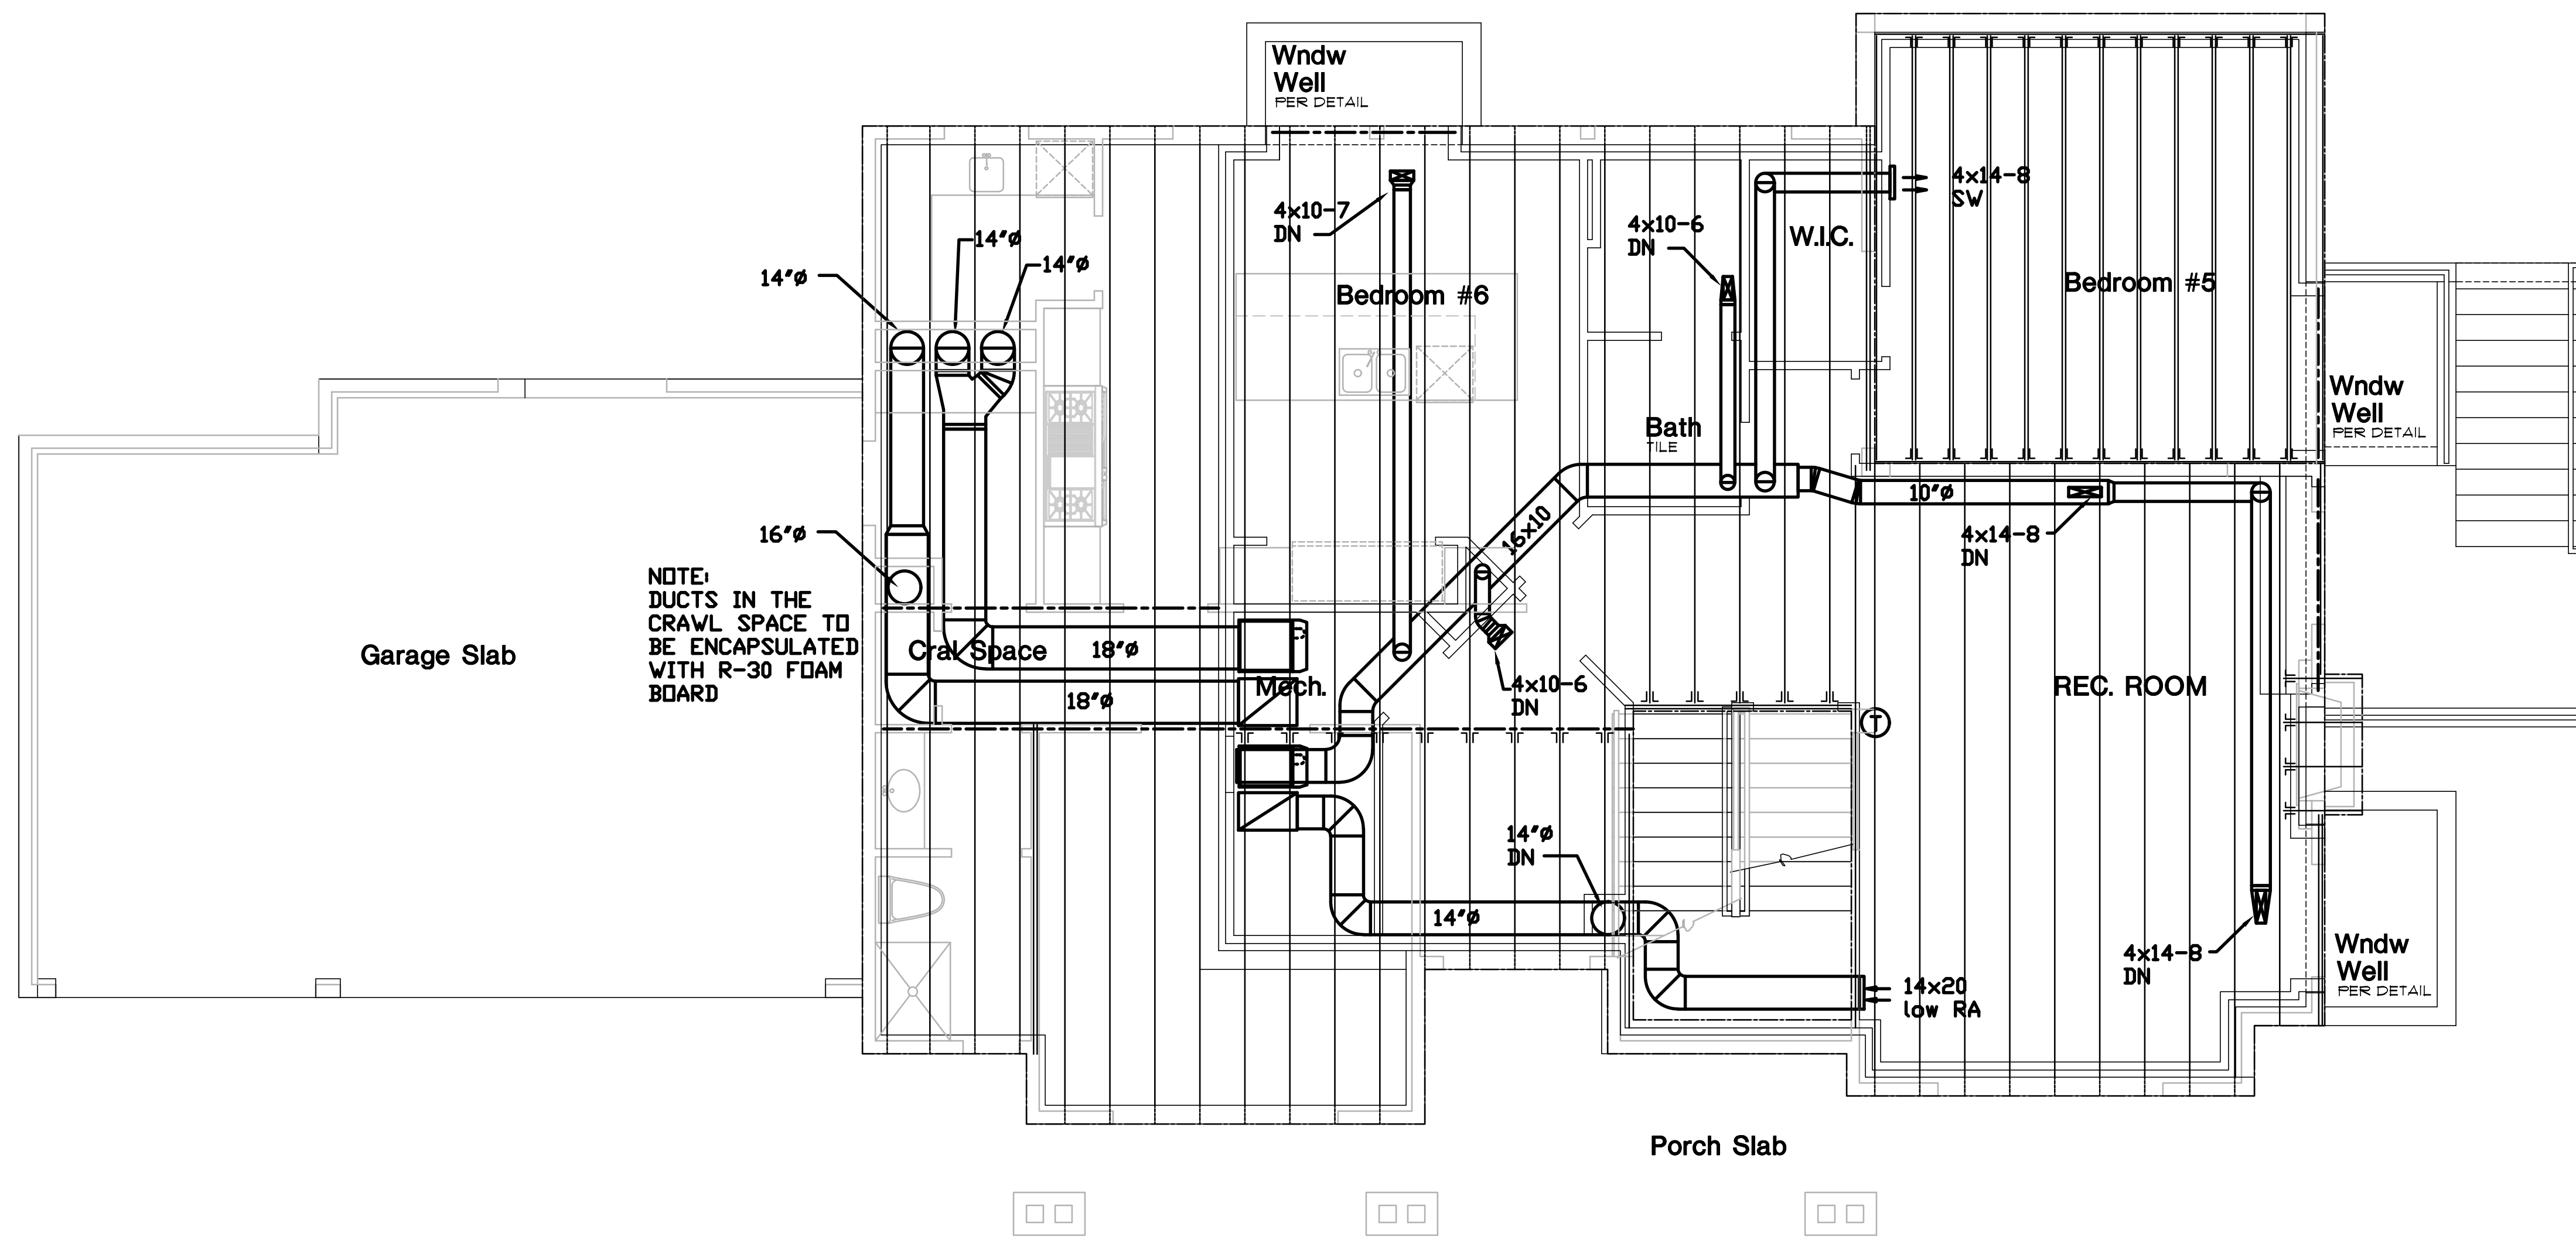 Wndw
Well
PER DETAIL
4x14-8
SW
4x10-7
DN
4x10-6
DN
W.I.C.
14"ø
14"ø
14"ø
Bedroom #6
Bedroom #5
Wndw
Well
PER DETAIL
Bath
TILE
10"ø
16x10
4x14-8
DN
16"ø
NOTE:
DUCTS IN THE
CRAWL SPACE TO
BE ENCAPSULATED
WITH R-30 FOAM
BOARD
Garage Slab
Cral Space
18"ø
18"ø
Mech.
4x10-6
DN
REC. ROOM
T
14"ø
DN
14"ø
4x14-8
DN
Wndw
Well
PER DETAIL
14x20
low RA
Porch Slab